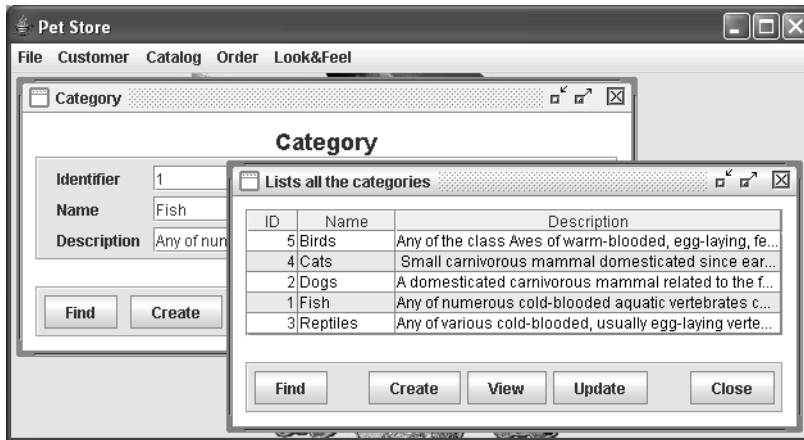 Pet Store
File Customer Catalog Order Look&Feel
Category
Category
Identifier 1
Name Fish
Description Any of num
Find Create
Lists all the categories
ID Name Description
5 Birds Any of the class Aves of warm-blooded, egg-laying, fe...
4 Cats Small carnivorous mammal domesticated since ear...
2 Dogs A domesticated carnivorous mammal related to the f...
1 Fish Any of numerous cold-blooded aquatic vertebrates c...
3 Reptiles Any of various cold-blooded, usually egg-laying verte...
Find Create View Update Close